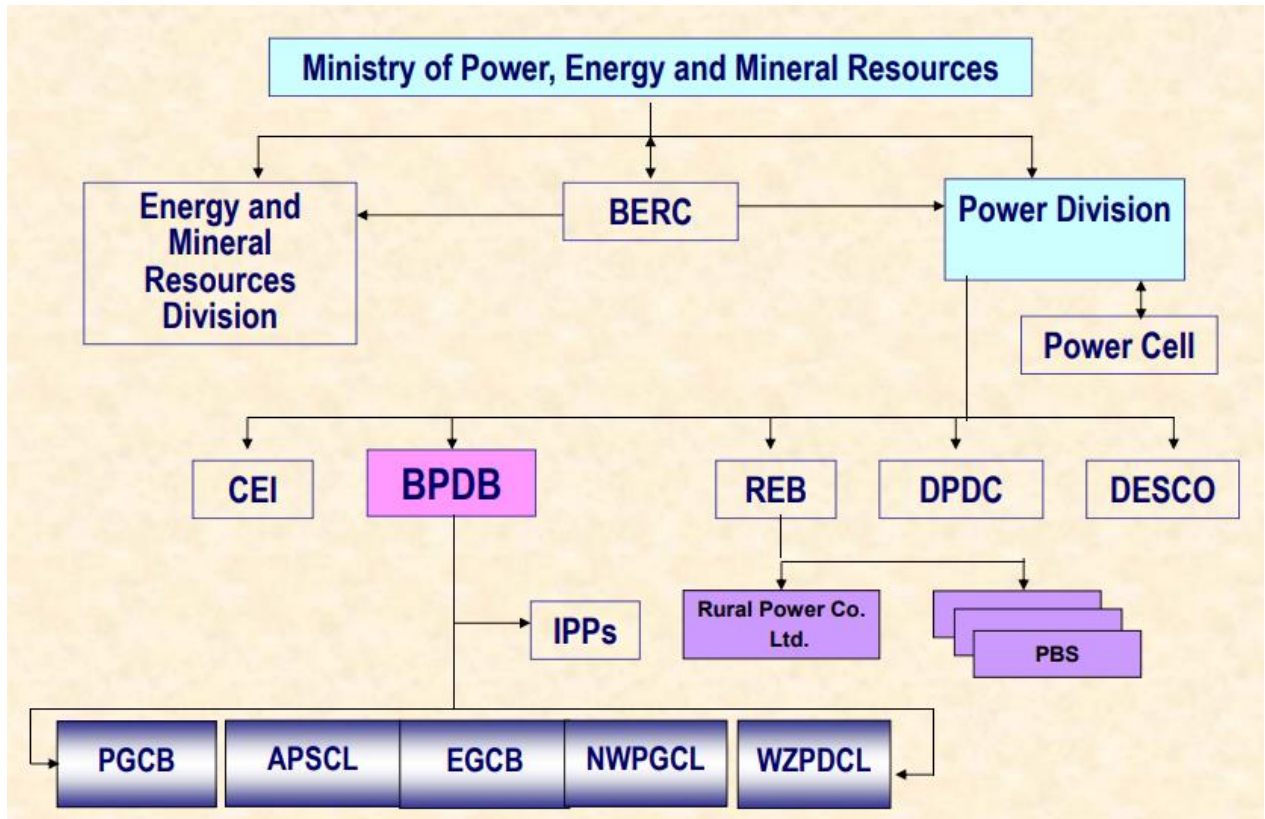 Ministry of Power, Energy and Mineral Resources
Energy and
Mineral
Resources
Division
BERC
Power Division
Power Cell
CEI
BPDB
REB
DPDC
DESCO
IPPs
Rural Power Co.
Ltd.
PBS
PGCB
APSCL
EGCB
NWPGCL
WZPDCL